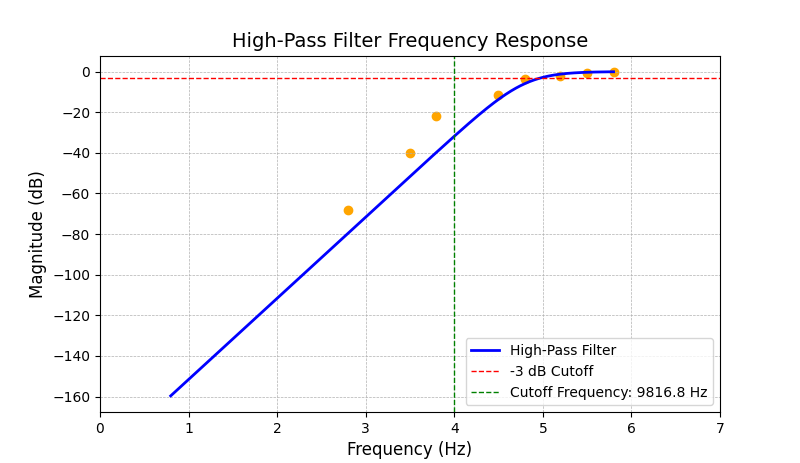 High-Pass Filter Frequency Response
Magnitude (dB)
0
−20
−40
−60
−80
−100
−120
−140
−160
0 1 2 3 4 5 6 7
Frequency (Hz)
High-Pass Filter
-3 dB Cutoff
Cutoff Frequency: 9816.8 Hz